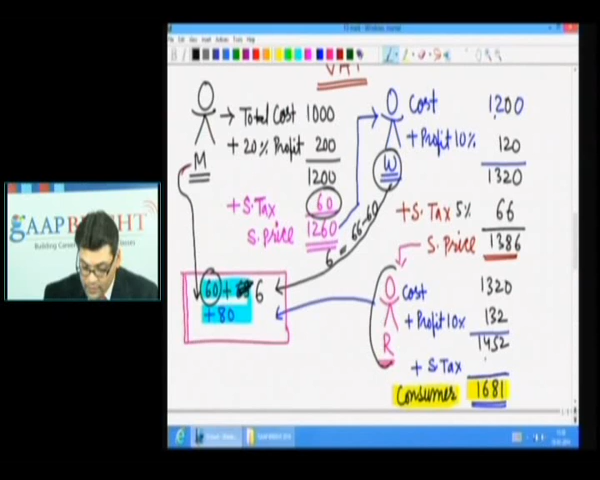 VAT
→ Total Cost 1000
+ 20% Profit 200
1200
M
+ S.Tax 60
S. Price 1260
Cost 1200
+ Profit 10% 120
1320
W
+ S.Tax 5% 66
S. Price 1386
6 = 66-60
60 + 6
+ 80
Cost 1320
+ Profit 10% 132
1452
R
+ S.Tax
Consumer 1681
GAAPBRIGHT
Building Career